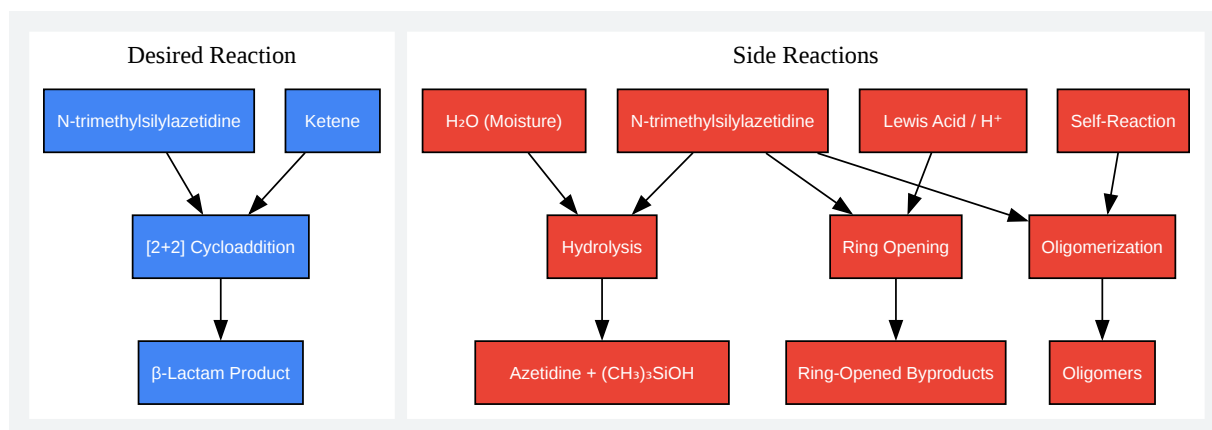 Desired Reaction
N-trimethylsilylazetidine
Ketene
[2+2] Cycloaddition
β-Lactam Product
Side Reactions
H₂O (Moisture)
N-trimethylsilylazetidine
Lewis Acid / H⁺
Self-Reaction
Hydrolysis
Ring Opening
Oligomerization
Azetidine + (CH₃)₃SiOH
Ring-Opened Byproducts
Oligomers